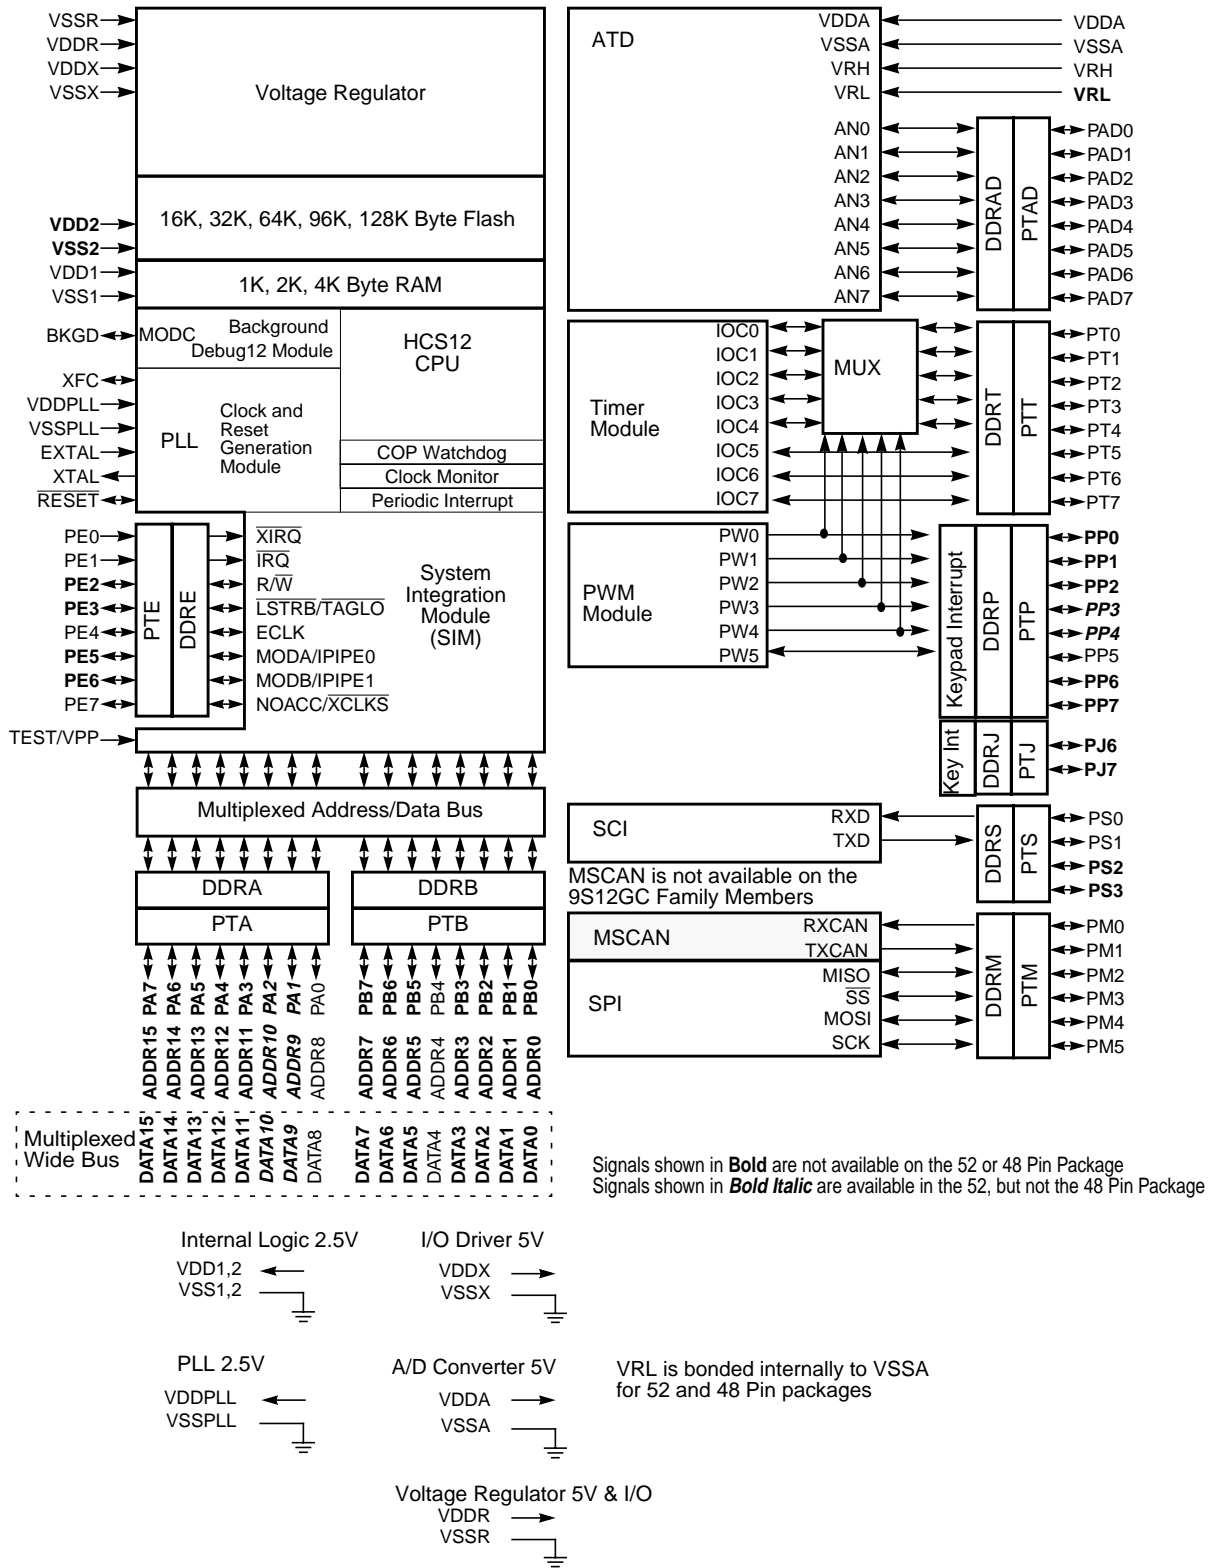 VSSR
VDDR
VDDX
VSSX
Voltage Regulator
VDD2
VSS2
16K, 32K, 64K, 96K, 128K Byte Flash
VDD1
VSS1
1K, 2K, 4K Byte RAM
BKGD
MODC
Background
Debug12 Module
HCS12
CPU
XFC
VDDPLL
VSSPLL
EXTAL
XTAL
RESET
PLL
Clock and
Reset
Generation
Module
COP Watchdog
Clock Monitor
Periodic Interrupt
PE0
PE1
PE2
PE3
PE4
PE5
PE6
PE7
PTE
DDRE
XIRQ
IRQ
R/W
LSTRB/TAGLO
ECLK
MODA/IPIPE0
MODB/IPIPE1
NOACC/XCLKS
System
Integration
Module
(SIM)
TEST/VPP
Multiplexed Address/Data Bus
DDRA
DDRB
PTA
PTB
PA7
PA6
PA5
PA4
PA3
PA2
PA1
PA0
PB7
PB6
PB5
PB4
PB3
PB2
PB1
PB0
ADDR15
ADDR14
ADDR13
ADDR12
ADDR11
ADDR10
ADDR9
ADDR8
ADDR7
ADDR6
ADDR5
ADDR4
ADDR3
ADDR2
ADDR1
ADDR0
Multiplexed
Wide Bus
DATA15
DATA14
DATA13
DATA12
DATA11
DATA10
DATA9
DATA8
DATA7
DATA6
DATA5
DATA4
DATA3
DATA2
DATA1
DATA0
ATD
VDDA
VSSA
VRH
VRL
VDDA
VSSA
VRH
VRL
AN0
AN1
AN2
AN3
AN4
AN5
AN6
AN7
DDRAD
PTAD
PAD0
PAD1
PAD2
PAD3
PAD4
PAD5
PAD6
PAD7
Timer
Module
IOC0
IOC1
IOC2
IOC3
IOC4
IOC5
IOC6
IOC7
MUX
DDRT
PTT
PT0
PT1
PT2
PT3
PT4
PT5
PT6
PT7
PWM
Module
PW0
PW1
PW2
PW3
PW4
PW5
Keypad Interrupt
DDRP
PTP
PP0
PP1
PP2
PP3
PP4
PP5
PP6
PP7
Key Int
DDRJ
PTJ
PJ6
PJ7
SCI
RXD
TXD
DDRS
PTS
PS0
PS1
PS2
PS3
MSCAN is not available on the
9S12GC Family Members
MSCAN
RXCAN
TXCAN
SPI
MISO
SS
MOSI
SCK
DDRM
PTM
PM0
PM1
PM2
PM3
PM4
PM5
Signals shown in Bold are not available on the 52 or 48 Pin Package
Signals shown in Bold Italic are available in the 52, but not the 48 Pin Package
Internal Logic 2.5V
VDD1,2
VSS1,2
I/O Driver 5V
VDDX
VSSX
PLL 2.5V
VDDPLL
VSSPLL
A/D Converter 5V
VDDA
VSSA
VRL is bonded internally to VSSA
for 52 and 48 Pin packages
Voltage Regulator 5V & I/O
VDDR
VSSR